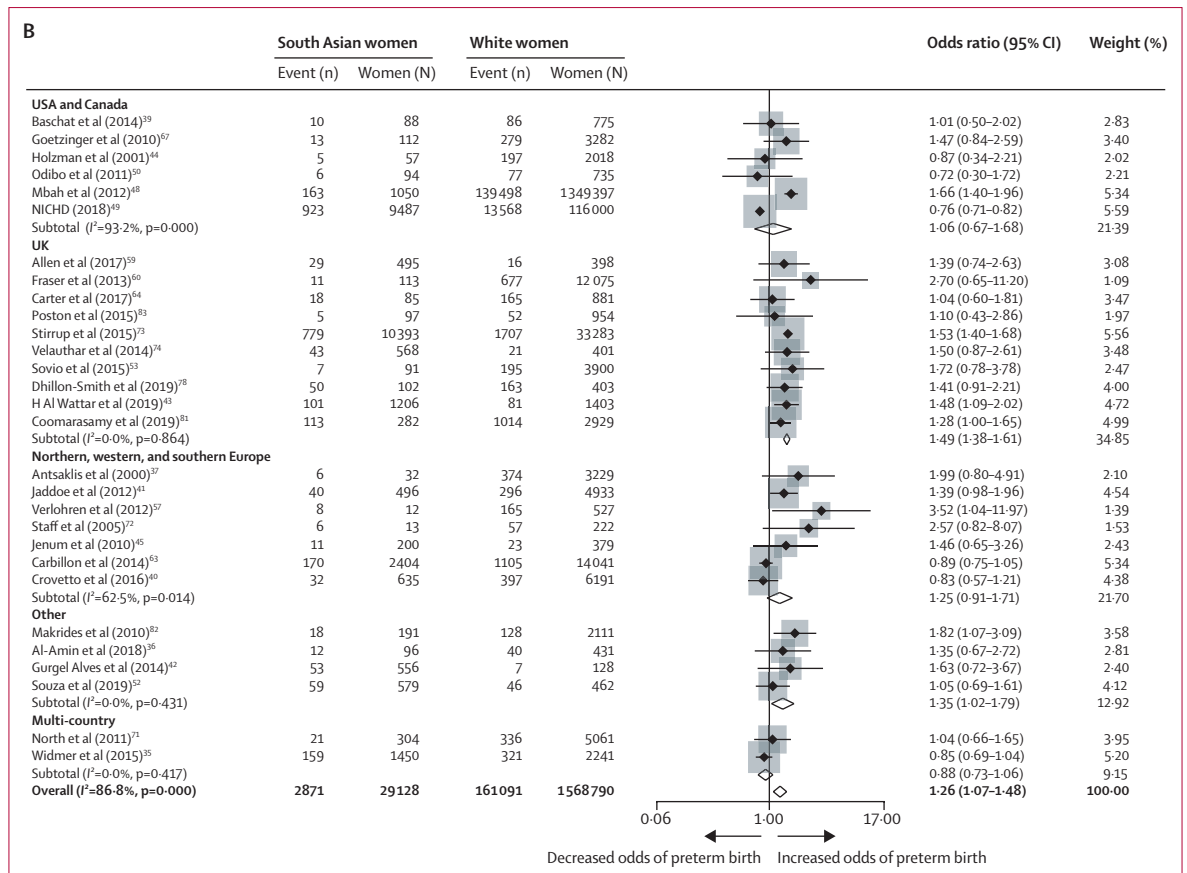 B
South Asian women White women Odds ratio (95% CI) Weight (%)
Event (n) Women (N) Event (n) Women (N)
USA and Canada
Baschat et al (2014)³⁹ 10 88 86 775 1·01 (0·50–2·02) 2·83
Goetzinger et al (2010)⁶⁷ 13 112 279 3282 1·47 (0·84–2·59) 3·40
Holzman et al (2001)⁴⁴ 5 57 197 2018 0·87 (0·34–2·21) 2·02
Odibo et al (2011)⁵⁰ 6 94 77 735 0·72 (0·30–1·72) 2·21
Mbah et al (2012)⁴⁸ 163 1050 139 498 1 349 397 1·66 (1·40–1·96) 5·34
NICHD (2018)⁴⁹ 923 9487 13 568 116 000 0·76 (0·71–0·82) 5·59
Subtotal (I²=93·2%, p=0·000) 1·06 (0·67–1·68) 21·39
UK
Allen et al (2017)⁵⁹ 29 495 16 398 1·39 (0·74–2·63) 3·08
Fraser et al (2013)⁶⁰ 11 113 677 12 075 2·70 (0·65–11·20) 1·09
Carter et al (2017)⁶⁴ 18 85 165 881 1·04 (0·60–1·81) 3·47
Poston et al (2015)⁸³ 5 97 52 954 1·10 (0·43–2·86) 1·97
Stirrup et al (2015)⁷³ 779 10 393 1707 33 283 1·53 (1·40–1·68) 5·56
Velauthar et al (2014)⁷⁴ 43 568 21 401 1·50 (0·87–2·61) 3·48
Sovio et al (2015)⁵³ 7 91 195 3900 1·72 (0·78–3·78) 2·47
Dhillon-Smith et al (2019)⁷⁸ 50 102 163 403 1·41 (0·91–2·21) 4·00
H Al Wattar et al (2019)⁴³ 101 1206 81 1403 1·48 (1·09–2·02) 4·72
Coomarasamy et al (2019)⁸¹ 113 282 1014 2929 1·28 (1·00–1·65) 4·99
Subtotal (I²=0·0%, p=0·864) 1·49 (1·38–1·61) 34·85
Northern, western, and southern Europe
Antsaklis et al (2000)³⁷ 6 32 374 3229 1·99 (0·80–4·91) 2·10
Jaddoe et al (2012)⁴¹ 40 496 296 4933 1·39 (0·98–1·96) 4·54
Verlohren et al (2012)⁵⁷ 8 12 165 527 3·52 (1·04–11·97) 1·39
Staff et al (2005)⁷² 6 13 57 222 2·57 (0·82–8·07) 1·53
Jenum et al (2010)⁴⁵ 11 200 23 379 1·46 (0·65–3·26) 2·43
Carbillon et al (2014)⁶³ 170 2404 1105 14 041 0·89 (0·75–1·05) 5·34
Crovetto et al (2016)⁴⁰ 32 635 397 6191 0·83 (0·57–1·21) 4·38
Subtotal (I²=62·5%, p=0·014) 1·25 (0·91–1·71) 21·70
Other
Makrides et al (2010)⁸² 18 191 128 2111 1·82 (1·07–3·09) 3·58
Al-Amin et al (2018)³⁶ 12 96 40 431 1·35 (0·67–2·72) 2·81
Gurgel Alves et al (2014)⁴² 53 556 7 128 1·63 (0·72–3·67) 2·40
Souza et al (2019)⁵² 59 579 46 462 1·05 (0·69–1·61) 4·12
Subtotal (I²=0·0%, p=0·431) 1·35 (1·02–1·79) 12·92
Multi-country
North et al (2011)⁷¹ 21 304 336 5061 1·04 (0·66–1·65) 3·95
Widmer et al (2015)³⁵ 159 1450 321 2241 0·85 (0·69–1·04) 5·20
Subtotal (I²=0·0%, p=0·417) 0·88 (0·73–1·06) 9·15
Overall (I²=86·8%, p=0·000) 2871 29 128 161 091 1 568 790 1·26 (1·07–1·48) 100·00
0·06 1·00 17·00
Decreased odds of preterm birth Increased odds of preterm birth